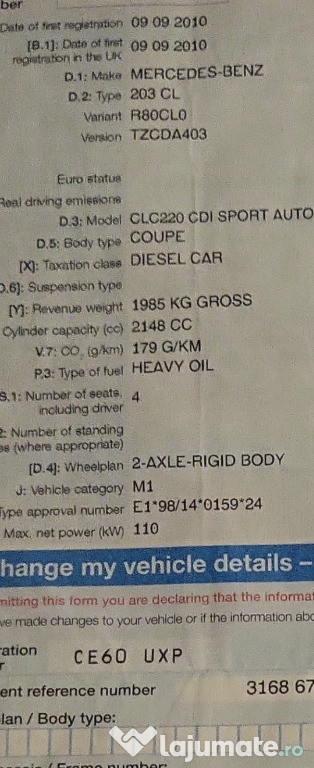 ber
Date of first registration 09 09 2010
[B.1]: Date of first registration in the UK 09 09 2010
D.1: Make MERCEDES-BENZ
D.2: Type 203 CL
Variant R80CL0
Version TZCDA403
Euro status
Real driving emissions
D.3: Model CLC220 CDI SPORT AUTO
D.5: Body type COUPE
[X]: Taxation class DIESEL CAR
D.6]: Suspension type
[Y]: Revenue weight 1985 KG GROSS
Cylinder capacity (cc) 2148 CC
V.7: CO2 (g/km) 179 G/KM
P.3: Type of fuel HEAVY OIL
S.1: Number of seats, including driver 4
2: Number of standing
es (where appropriate)
[D.4]: Wheelplan 2-AXLE-RIGID BODY
J: Vehicle category M1
Type approval number E1*98/14*0159*24
Max. net power (kW) 110
hange my vehicle details –
mitting this form you are declaring that the informat
ve made changes to your vehicle or if the information abo
ration
r CE60 UXP
ent reference number 3168 67
lan / Body type:
lajumate.ro
/ Frame number: